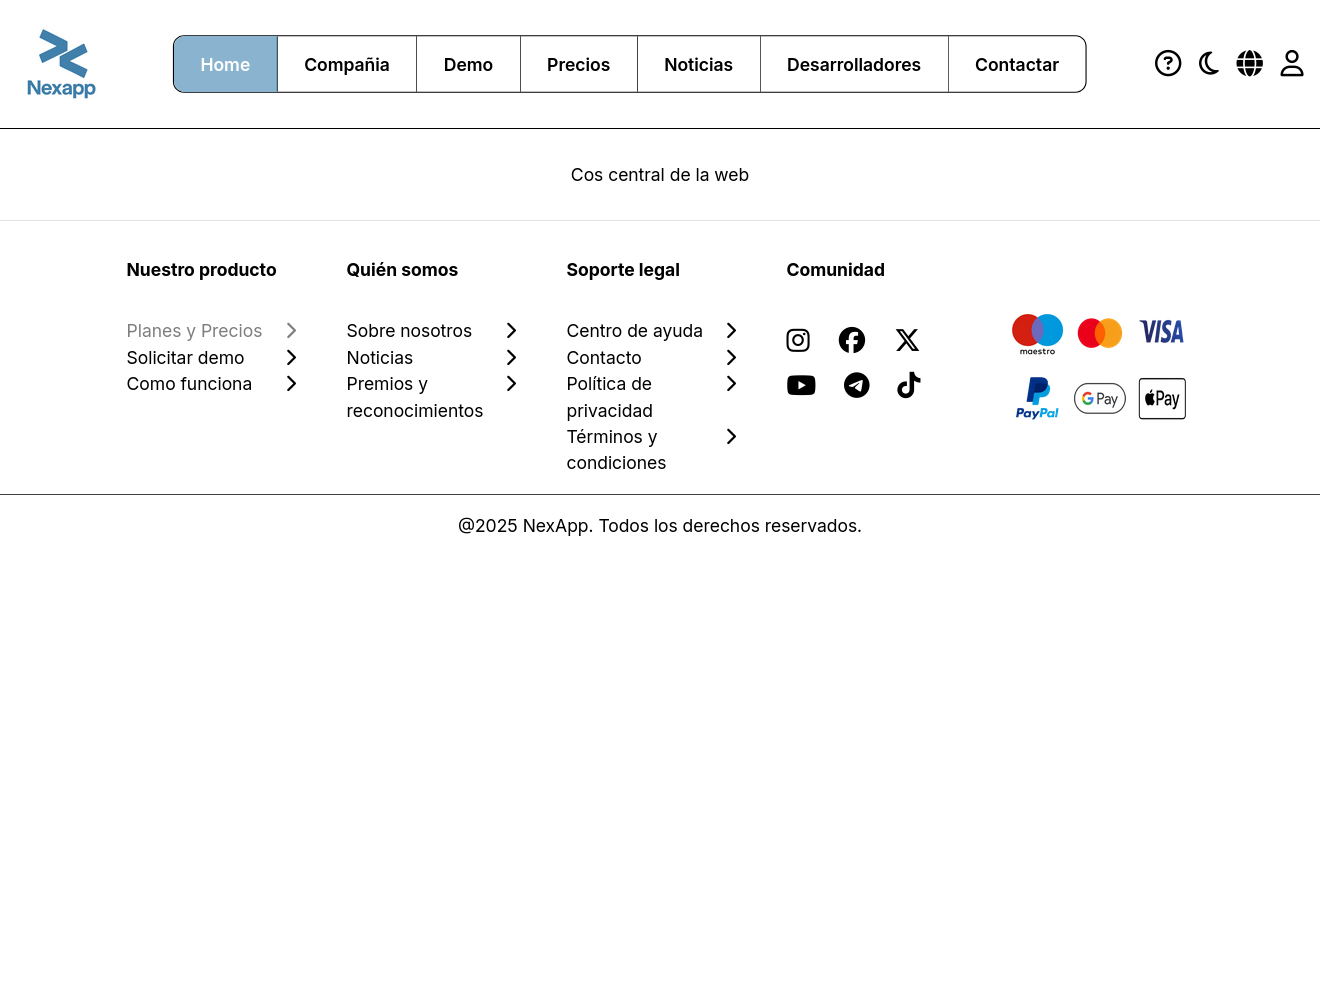 Nexapp
Home
Compañia
Demo
Precios
Noticias
Desarrolladores
Contactar
Cos central de la web
Nuestro producto
Planes y Precios
Solicitar demo
Como funciona
Quién somos
Sobre nosotros
Noticias
Premios y
reconocimientos
Soporte legal
Centro de ayuda
Contacto
Política de
privacidad
Términos y
condiciones
Comunidad
maestro
VISA
PayPal
G Pay
Pay
@2025 NexApp. Todos los derechos reservados.